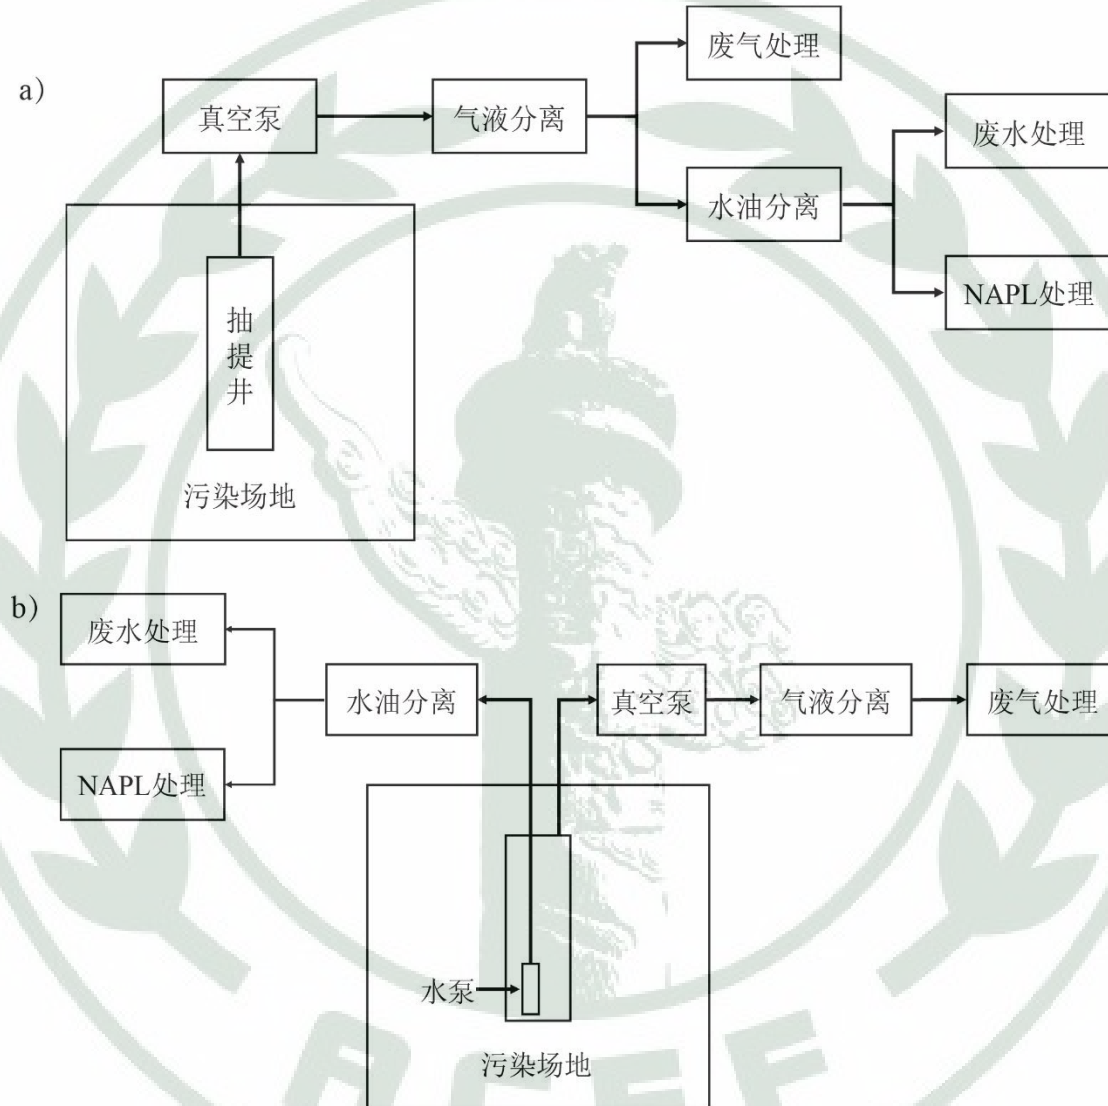 a)
真空泵
气液分离
废气处理
水油分离
废水处理
NAPL处理
抽
提
井
污染场地
b)
废水处理
NAPL处理
水油分离
真空泵
气液分离
废气处理
水泵
污染场地
ACEF